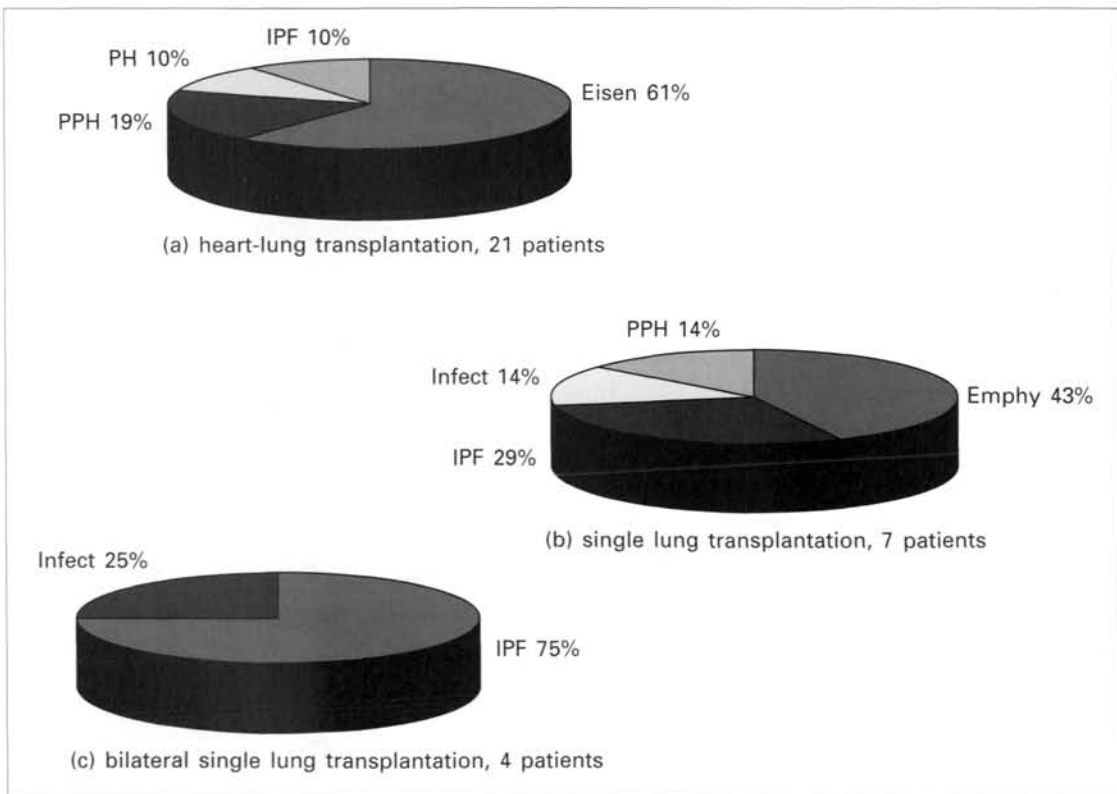 IPF 10%
PH 10%
Eisen 61%
PPH 19%
(a) heart-lung transplantation, 21 patients
PPH 14%
Infect 14%
Emphy 43%
IPF 29%
(b) single lung transplantation, 7 patients
Infect 25%
IPF 75%
(c) bilateral single lung transplantation, 4 patients